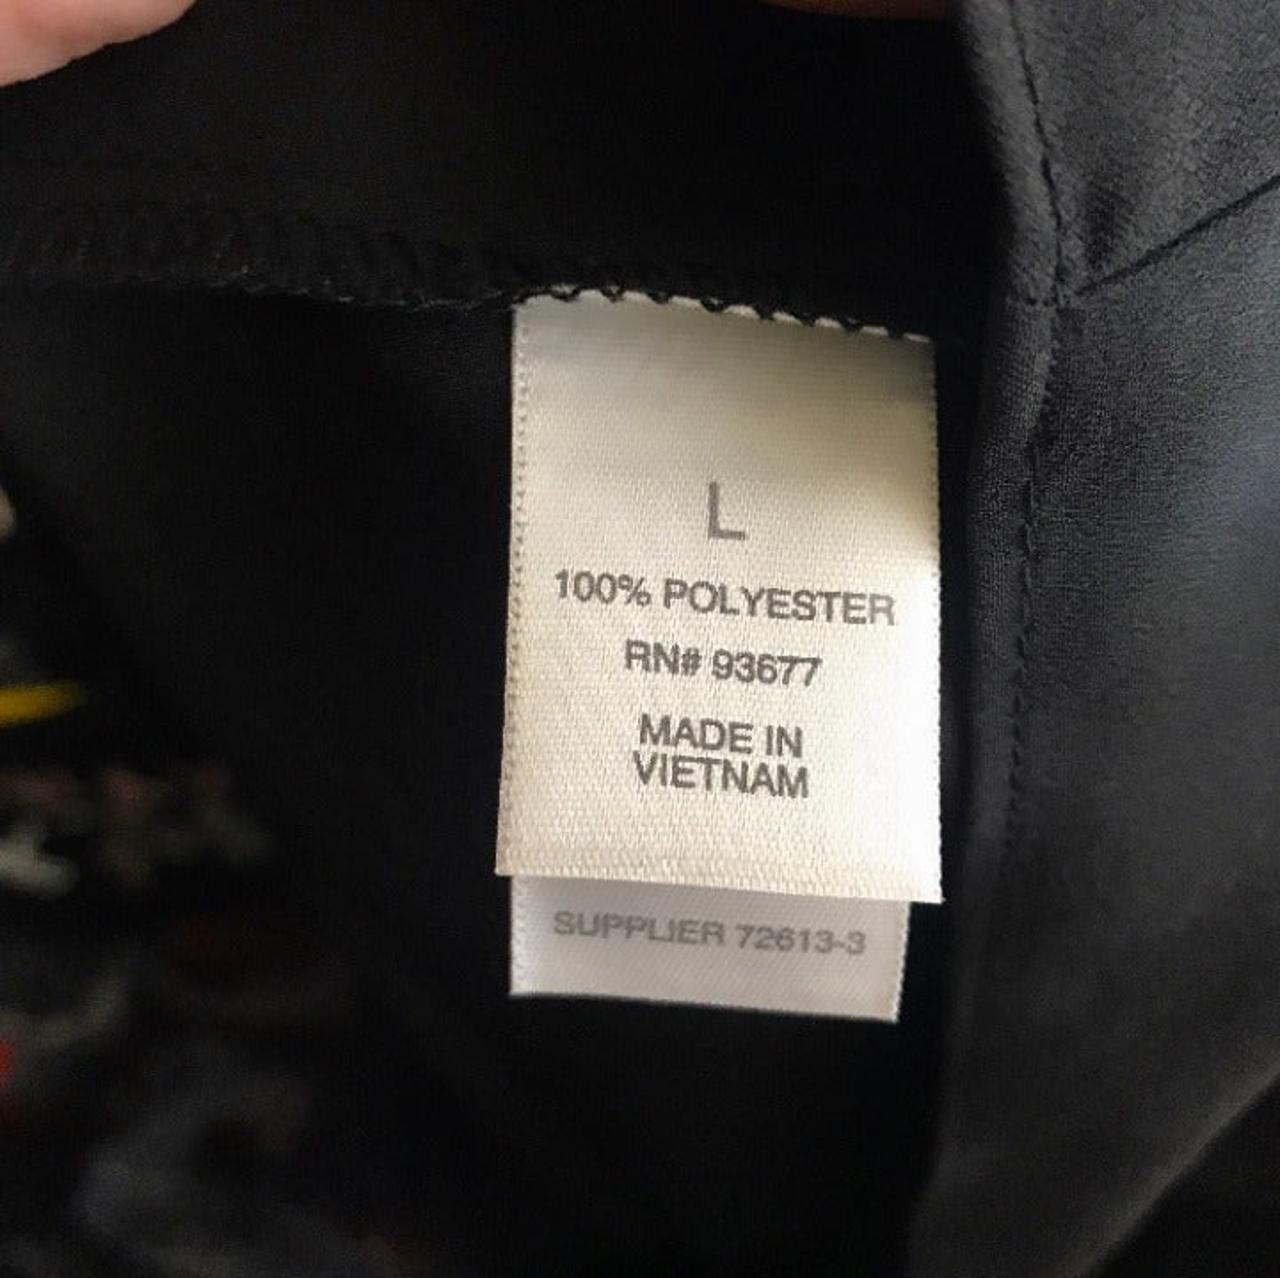 L
100% POLYESTER
RN# 93677
MADE IN
VIETNAM
SUPPLIER 72613-3